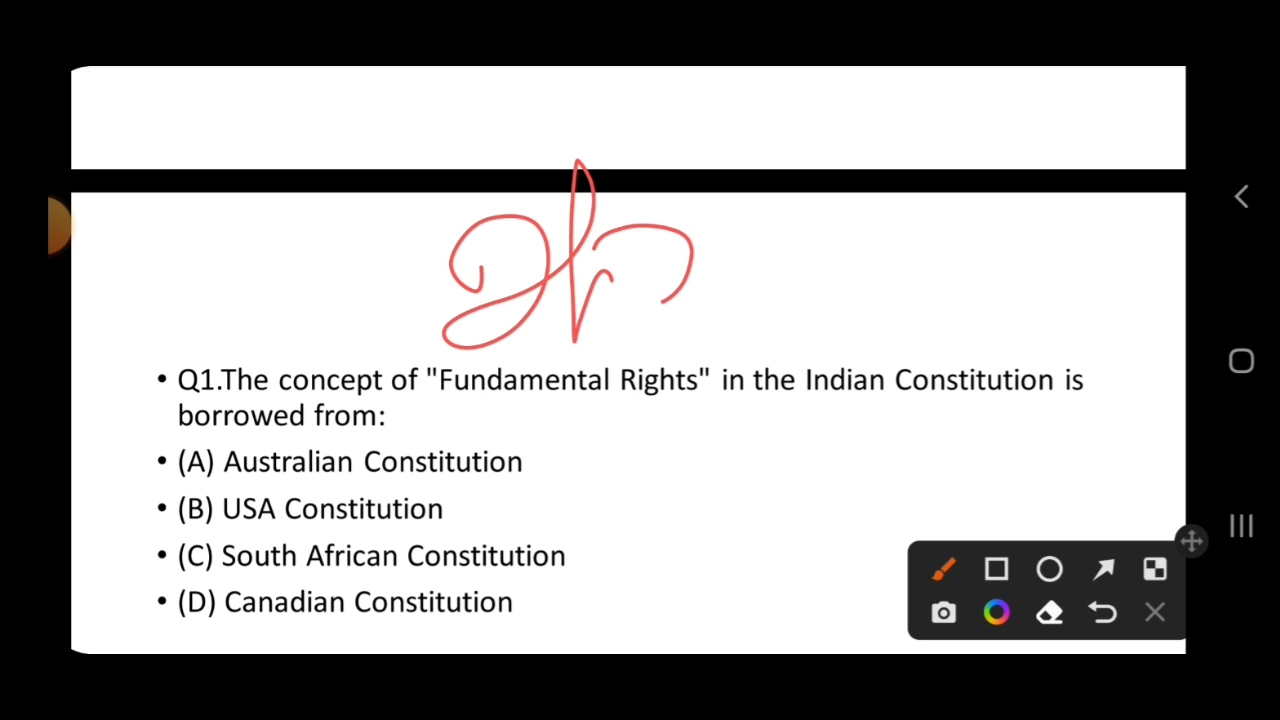 • Q1.The concept of "Fundamental Rights" in the Indian Constitution is
borrowed from:
• (A) Australian Constitution
• (B) USA Constitution
• (C) South African Constitution
• (D) Canadian Constitution